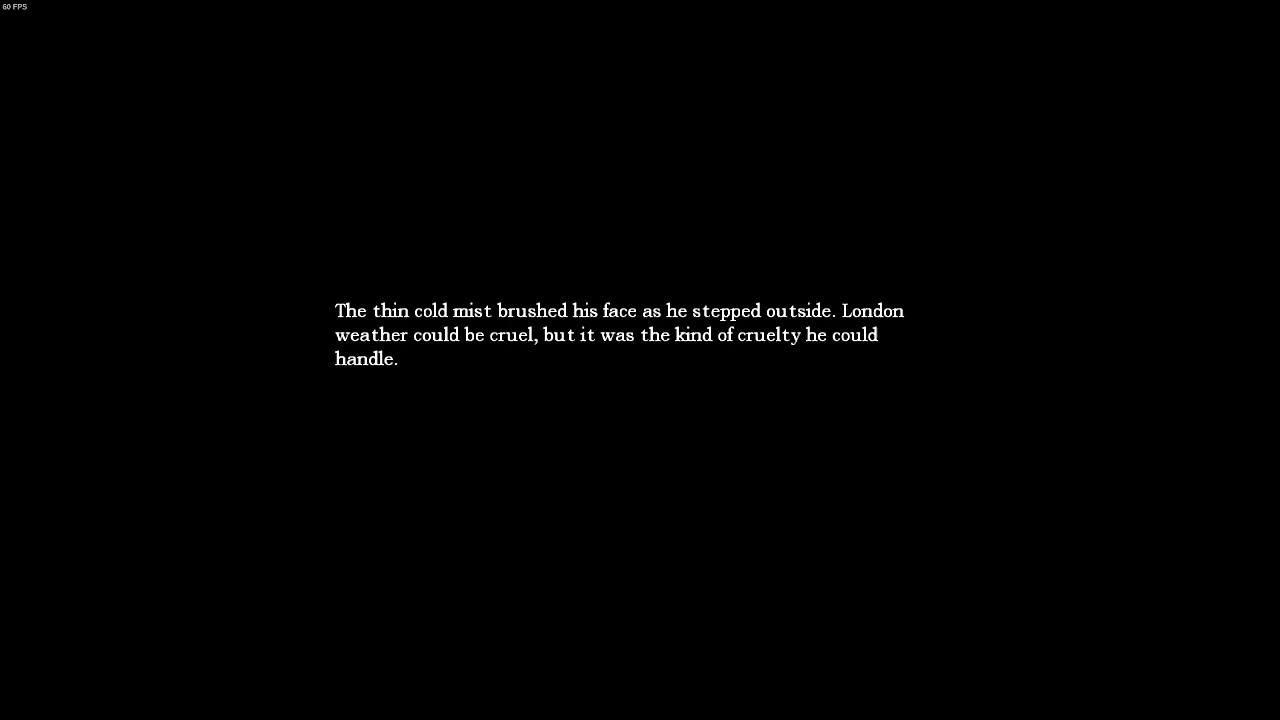 60 FPS
The thin cold mist brushed his face as he stepped outside. London
weather could be cruel, but it was the kind of cruelty he could
handle.